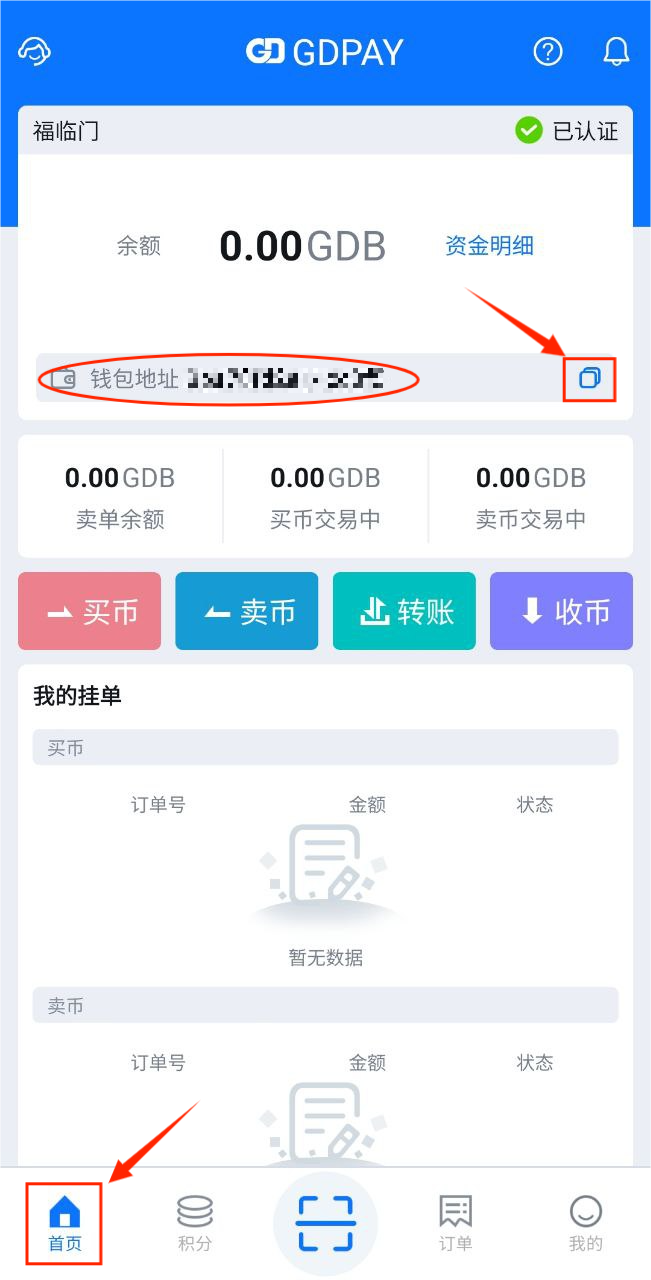 GDPAY
福临门 已认证
余额 0.00GDB 资金明细
钱包地址
0.00GDB 0.00GDB 0.00GDB
卖单余额 买币交易中 卖币交易中
买币 卖币 转账 收币
我的挂单
买币
订单号 金额 状态
暂无数据
卖币
订单号 金额 状态
首页 积分 订单 我的